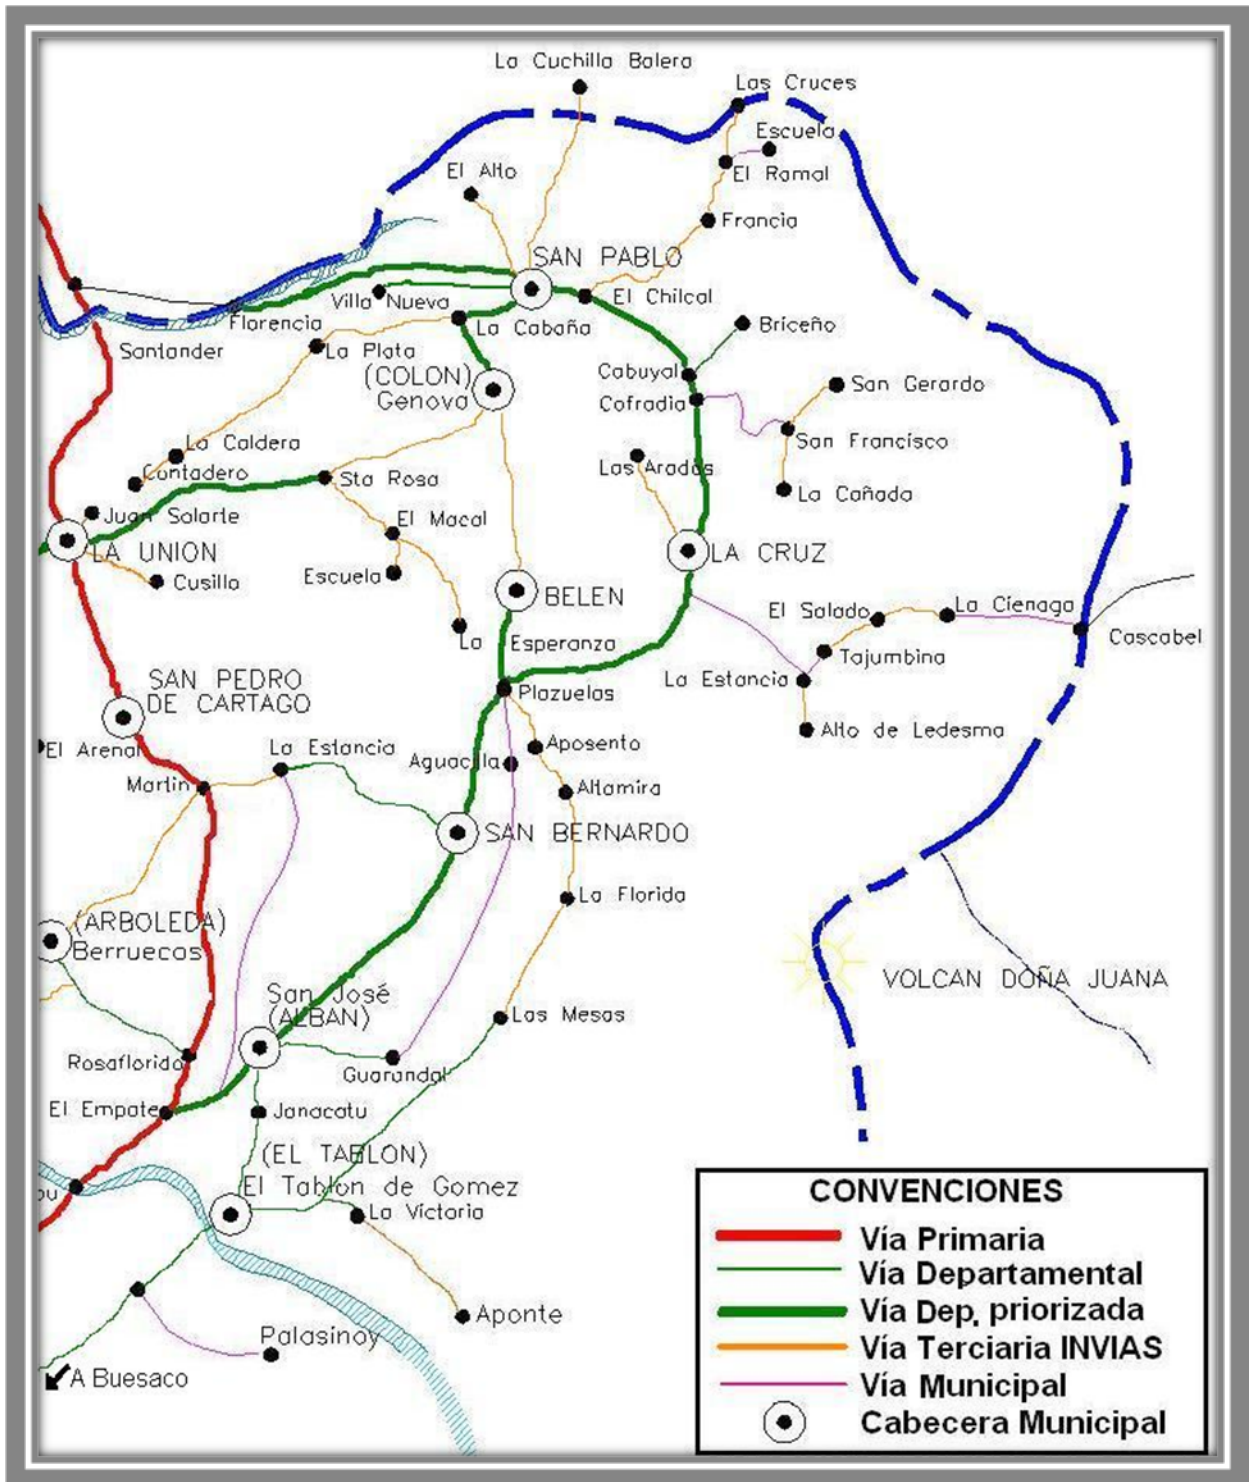 La Cuchilla Balera
Las Cruces
Escuela
El Alto
El Ramal
Francia
SAN PABLO
El Chilcal
Villa Nueva
Florencia
La Cabaña
Briceño
Santander
La Plata
Cabuyal
(COLON)
Genova
San Gerardo
Cofradia
La Caldera
San Francisco
Contadero
Las Aradas
Sta Rosa
La Cañada
Juan Solarte
El Macal
LA UNION
LA CRUZ
Cusilla
Escuela
BELEN
El Salado
La Cienaga
Cascabel
La Esperanza
Tajumbina
SAN PEDRO
DE CARTAGO
La Estancia
Plazuelas
Alto de Ledesma
El Arenal
La Estancia
Aposento
Aguacilla
Martin
Altamira
SAN BERNARDO
La Florida
(ARBOLEDA)
Berruecos
VOLCAN DOÑA JUANA
San José
(ALBAN)
Las Mesas
Rosaflorida
Guarandal
El Empate
Janacatu
(EL TABLON)
El Tablon de Gomez
ou
La Victoria
Aponte
Palasinoy
A Buesaco
CONVENCIONES
Vía Primaria
Vía Departamental
Vía Dep. priorizada
Vía Terciaria INVIAS
Vía Municipal
Cabecera Municipal